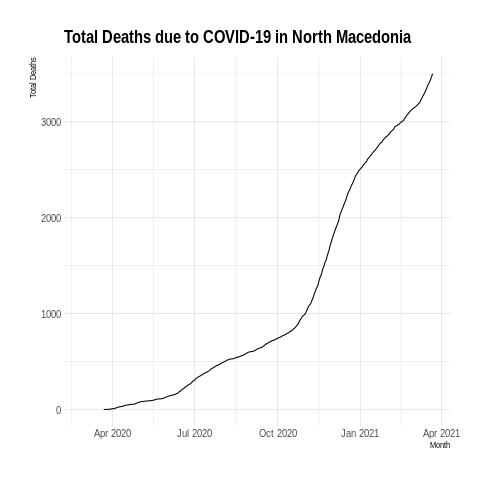 Total Deaths due to COVID-19 in North Macedonia
Total Deaths
3000
2000
1000
0
Apr 2020 Jul 2020 Oct 2020 Jan 2021 Apr 2021
Month